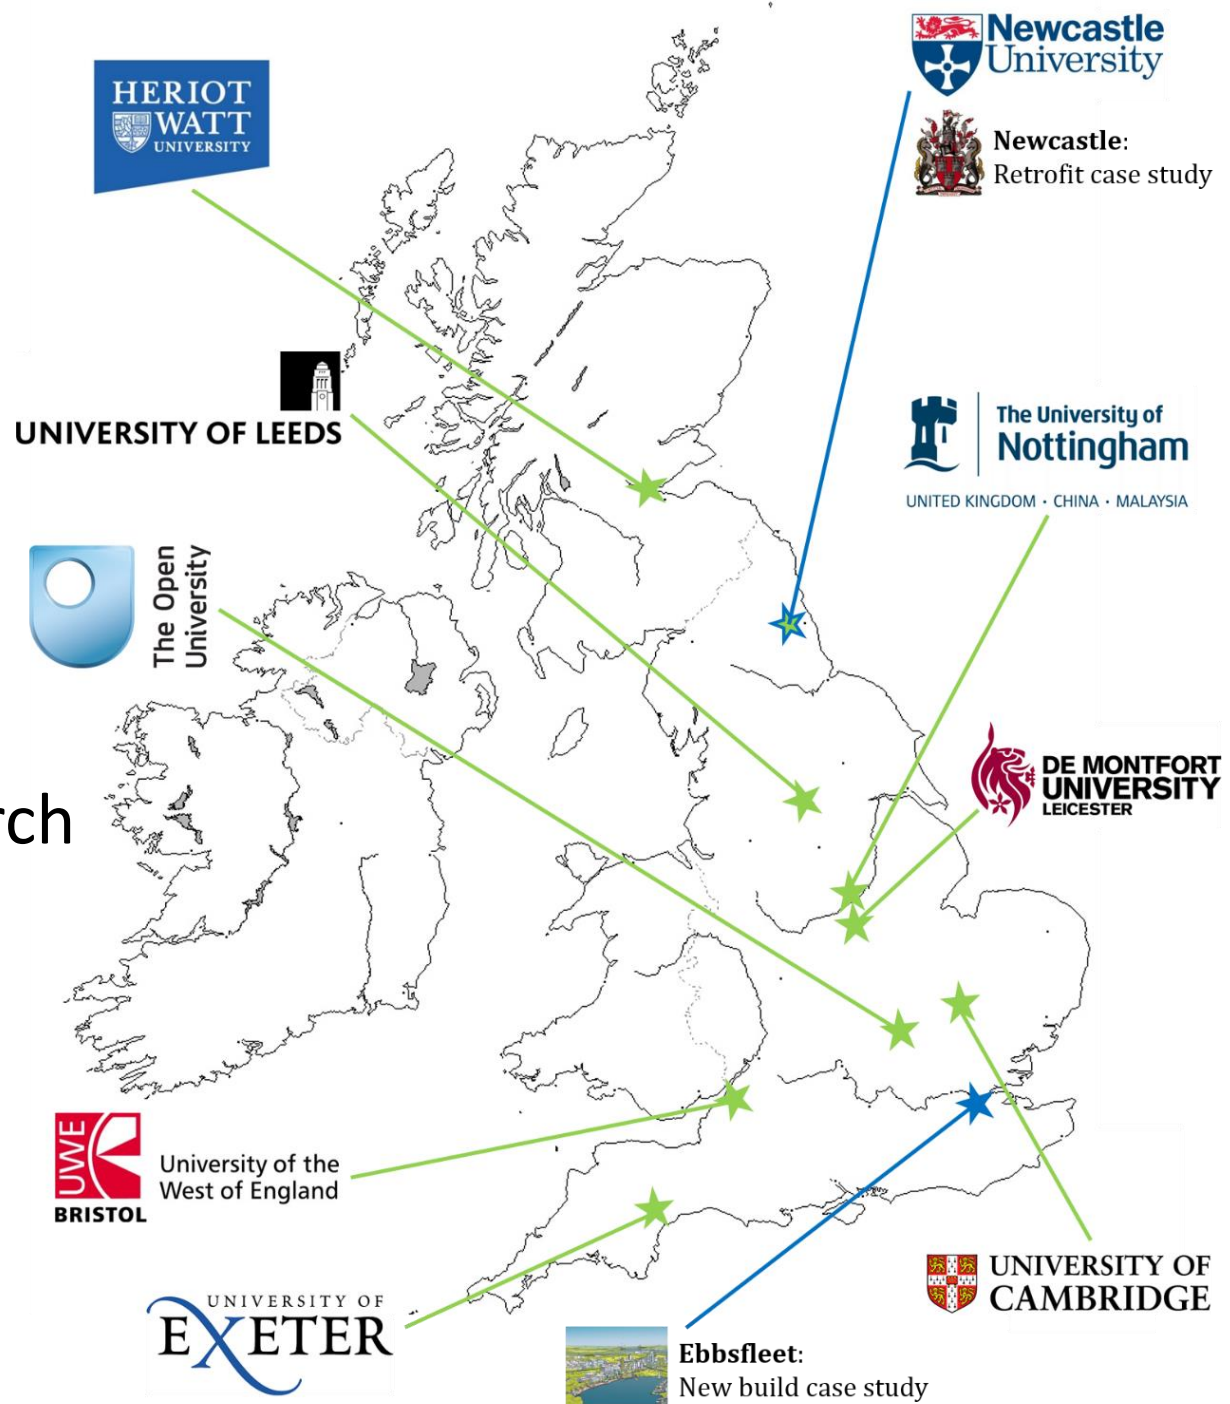 HERIOT
WATT
UNIVERSITY
Newcastle
University
Newcastle:
Retrofit case study
UNIVERSITY OF LEEDS
The University of
Nottingham
UNITED KINGDOM · CHINA · MALAYSIA
The Open
University
DE MONTFORT
UNIVERSITY
LEICESTER
rch
UWE
BRISTOL
University of the
West of England
UNIVERSITY OF
EXETER
UNIVERSITY OF
CAMBRIDGE
Ebbsfleet:
New build case study